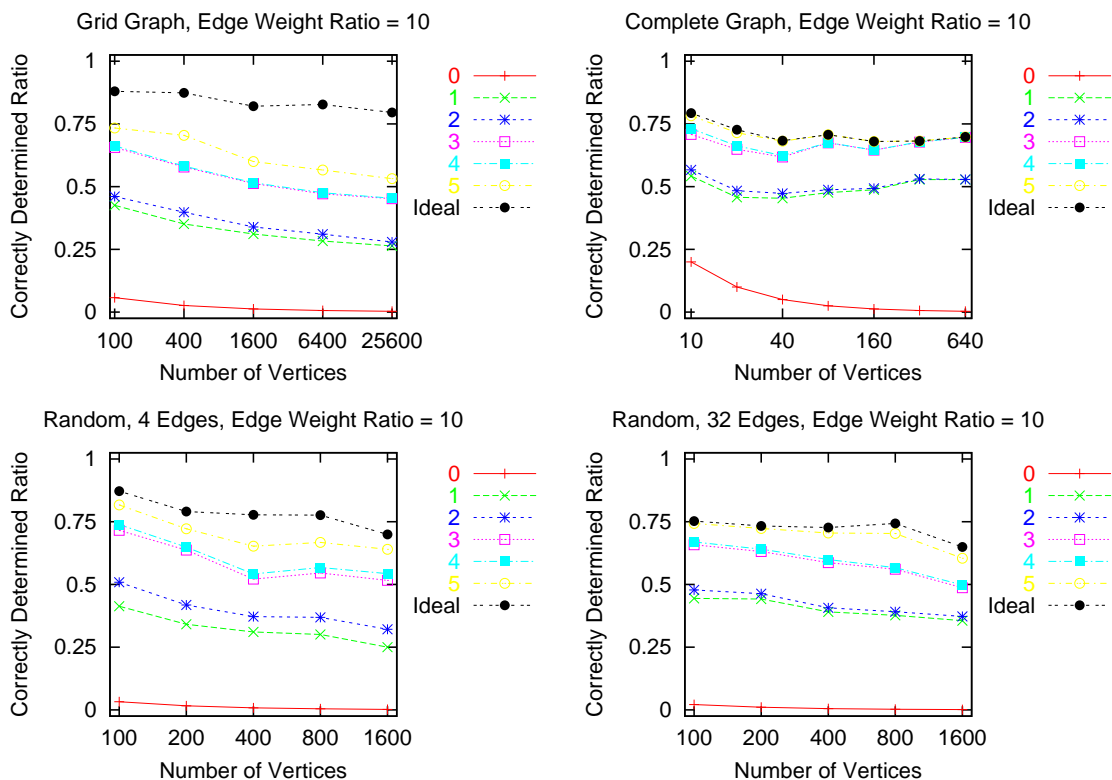 Grid Graph, Edge Weight Ratio = 10
Correctly Determined Ratio
1
0.75
0.5
0.25
0
100 400 1600 6400 25600
Number of Vertices
0
1
2
3
4
5
Ideal
Complete Graph, Edge Weight Ratio = 10
Correctly Determined Ratio
1
0.75
0.5
0.25
0
10 40 160 640
Number of Vertices
0
1
2
3
4
5
Ideal
Random, 4 Edges, Edge Weight Ratio = 10
Correctly Determined Ratio
1
0.75
0.5
0.25
0
100 200 400 800 1600
Number of Vertices
0
1
2
3
4
5
Ideal
Random, 32 Edges, Edge Weight Ratio = 10
Correctly Determined Ratio
1
0.75
0.5
0.25
0
100 200 400 800 1600
Number of Vertices
0
1
2
3
4
5
Ideal